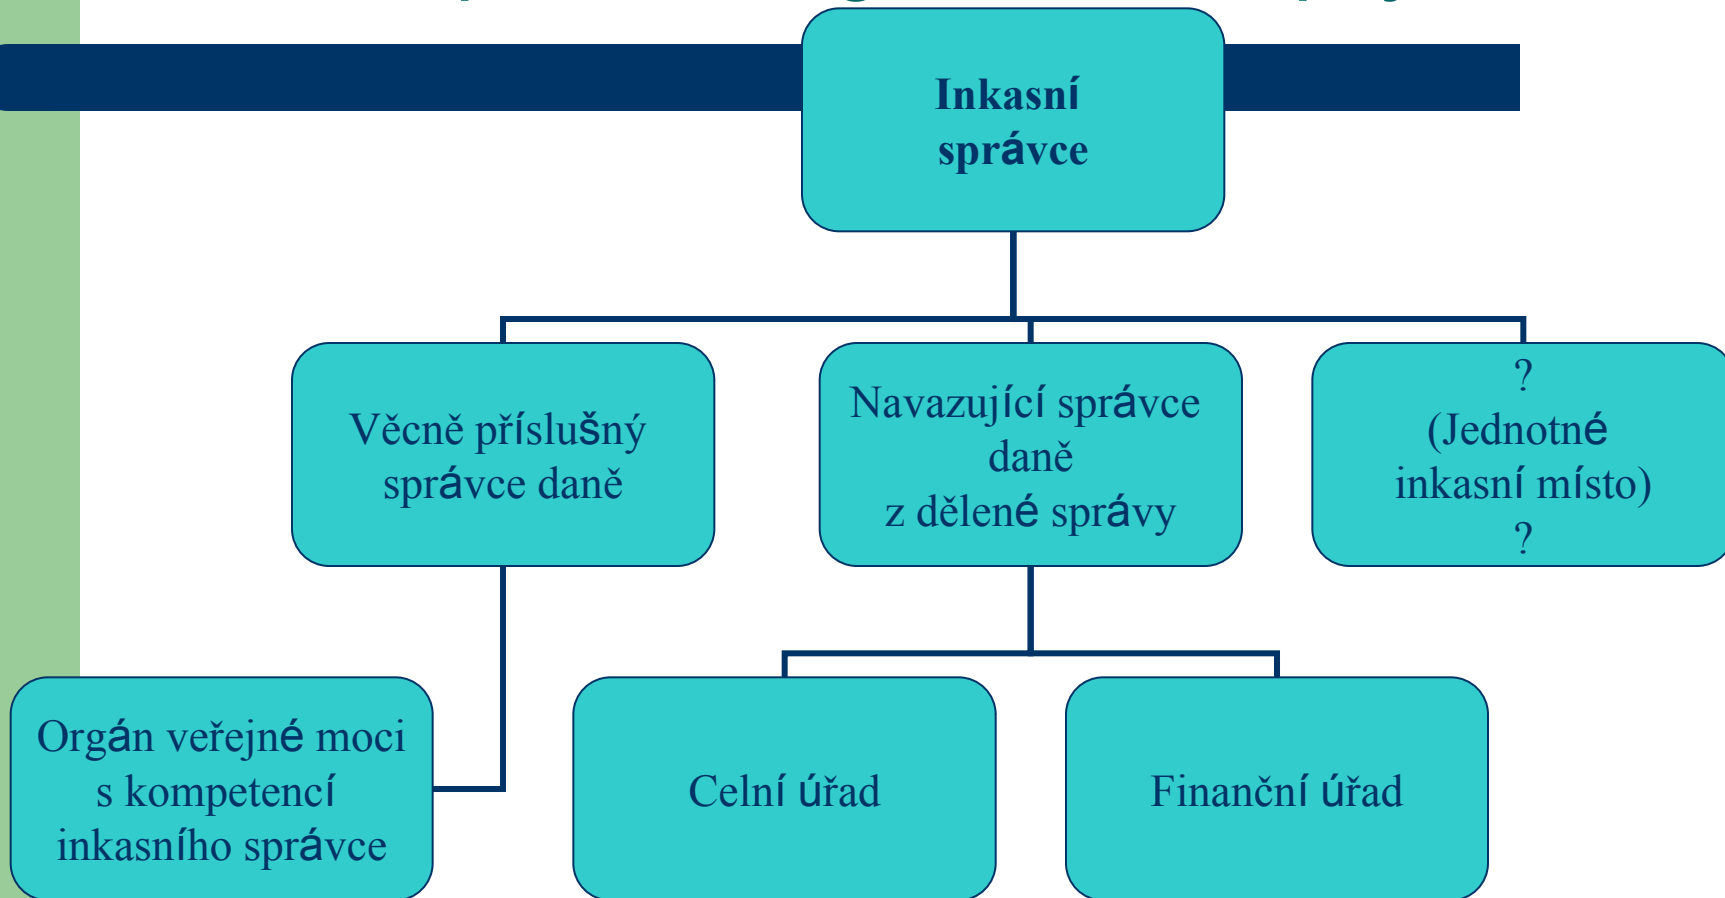 Inkasní
správce
Věcně příslušný
správce daně
Navazující správce
daně
z dělené správy
?
(Jednotné
inkasní místo)
?
Orgán veřejné moci
s kompetencí
inkasního správce
Celní úřad
Finanční úřad